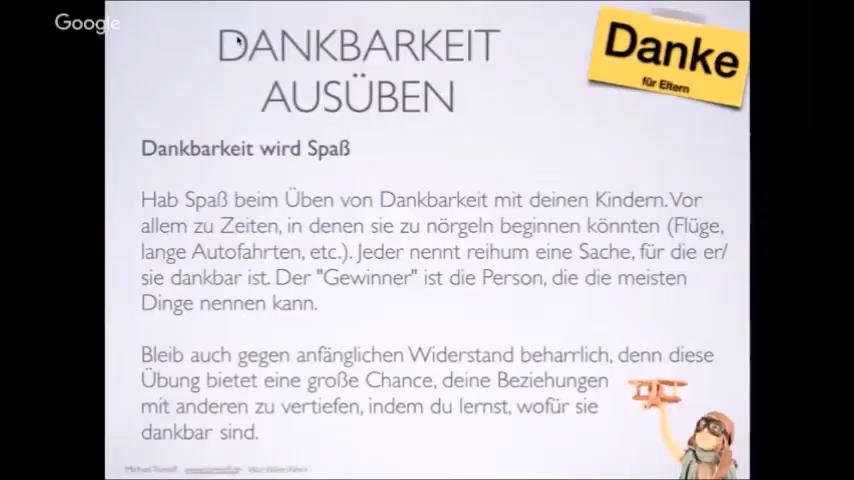 Google
DANKBARKEIT
AUSÜBEN
Danke
für Eltern
Dankbarkeit wird Spaß
Hab Spaß beim Üben von Dankbarkeit mit deinen Kindern. Vor
allem zu Zeiten, in denen sie zu nörgeln beginnen könnten (Flüge,
lange Autofahrten, etc.). Jeder nennt reihum eine Sache, für die er/
sie dankbar ist. Der "Gewinner" ist die Person, die die meisten
Dinge nennen kann.
Bleib auch gegen anfänglichen Widerstand beharrlich, denn diese
Übung bietet eine große Chance, deine Beziehungen
mit anderen zu vertiefen, indem du lernst, wofür sie
dankbar sind.